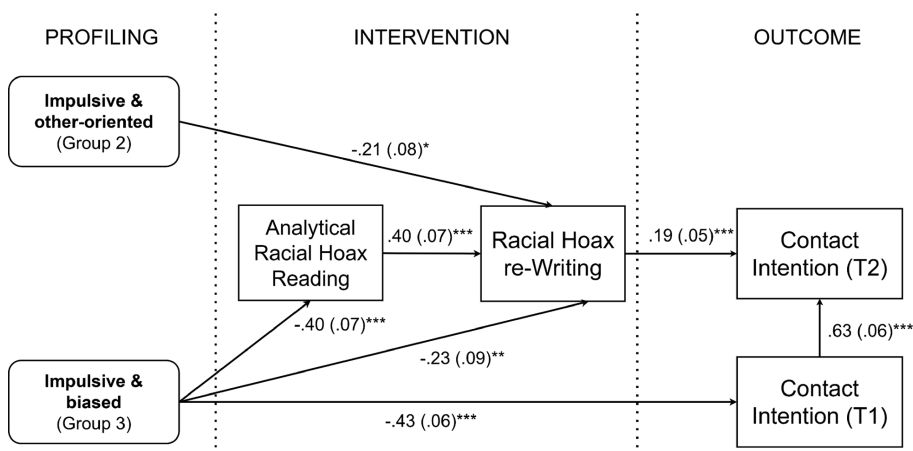 PROFILING
INTERVENTION
OUTCOME
Impulsive &
other-oriented
(Group 2)
-.21 (.08)*
Analytical
Racial Hoax
Reading
.40 (.07)***
Racial Hoax
re-Writing
.19 (.05)***
Contact
Intention (T2)
-.40 (.07)***
.63 (.06)***
-.23 (.09)**
Impulsive &
biased
(Group 3)
-.43 (.06)***
Contact
Intention (T1)